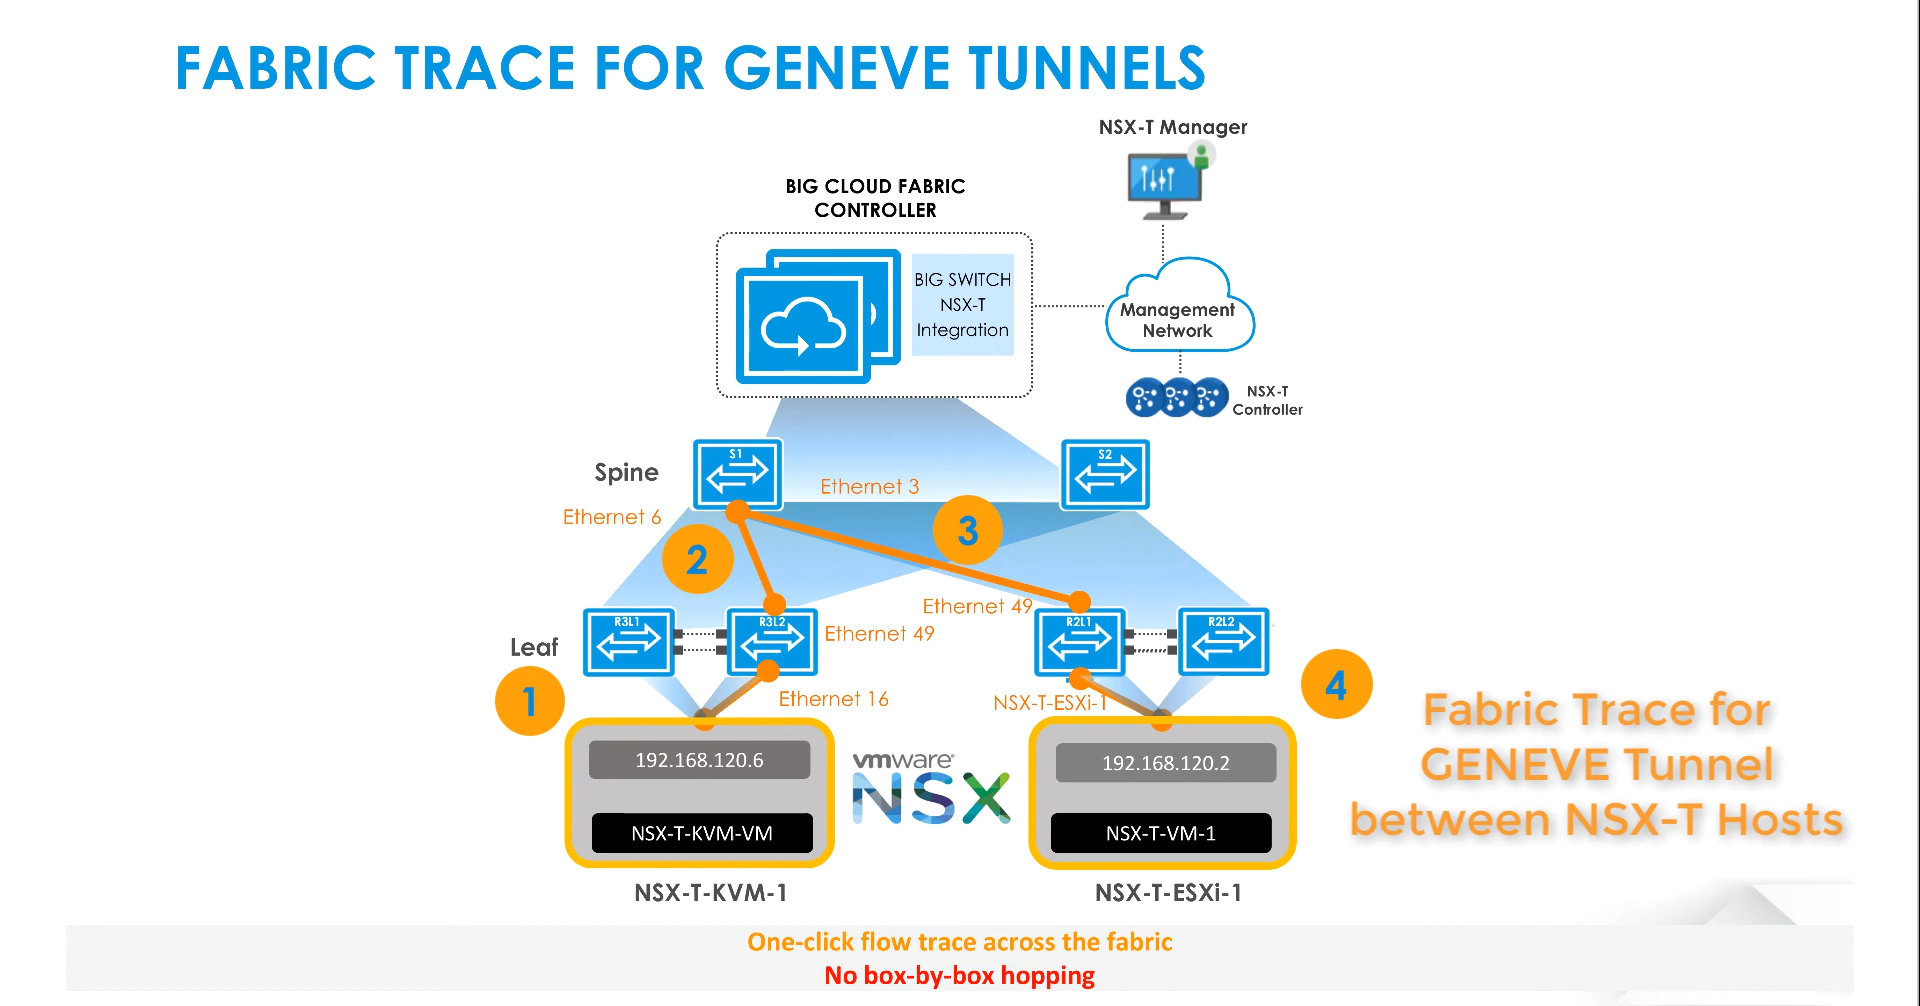 FABRIC TRACE FOR GENEVE TUNNELS
NSX-T Manager
BIG CLOUD FABRIC
CONTROLLER
BIG SWITCH
NSX-T
Integration
Management
Network
NSX-T
Controller
Spine
S1
S2
Ethernet 3
Ethernet 6
2
3
Ethernet 49
R3L1
R3L2
R2L1
R2L2
Ethernet 49
Leaf
1
Ethernet 16
NSX-T-ESXi-1
4
Fabric Trace for
GENEVE Tunnel
between NSX-T Hosts
192.168.120.6
NSX-T-KVM-VM
NSX-T-KVM-1
vmware
NSX
192.168.120.2
NSX-T-VM-1
NSX-T-ESXi-1
One-click flow trace across the fabric
No box-by-box hopping